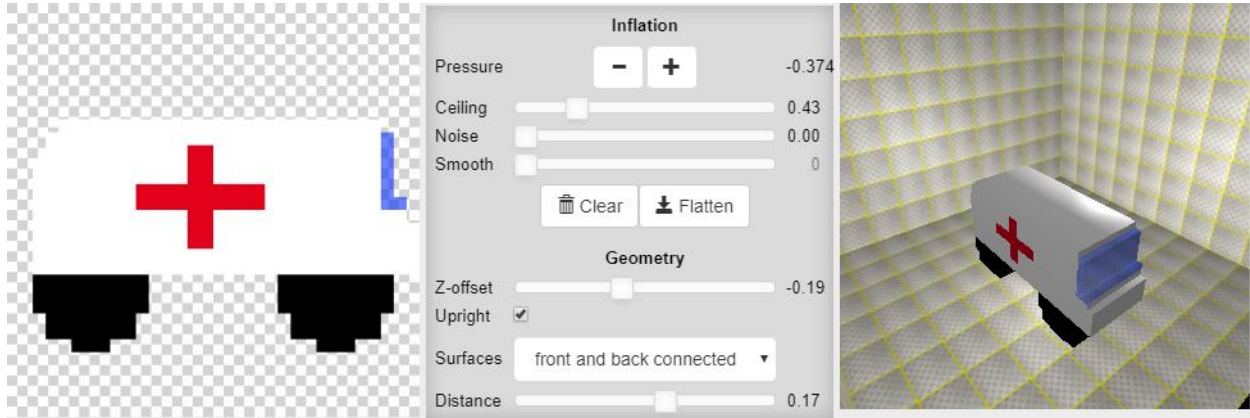 Inflation
Pressure - + -0.374
Ceiling 0.43
Noise 0.00
Smooth 0
Clear Flatten
Geometry
Z-offset -0.19
Upright
Surfaces front and back connected
Distance 0.17